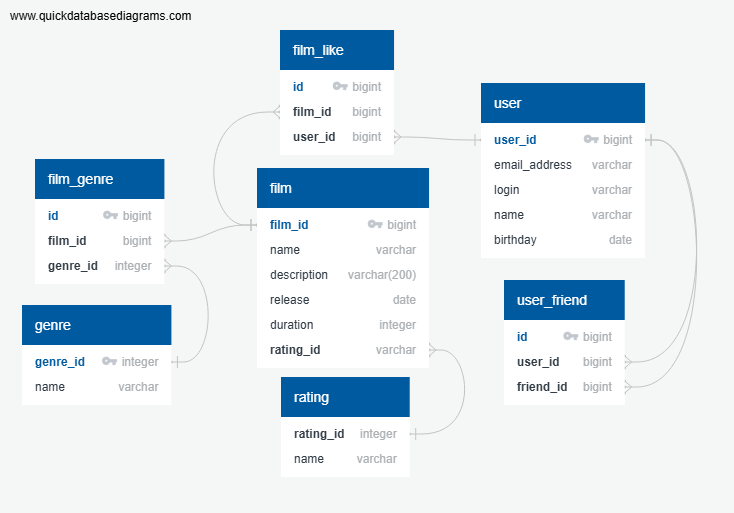 www.quickdatabasediagrams.com
film_like
id bigint
film_id bigint
user_id bigint
user
user_id bigint
email_address varchar
login varchar
name varchar
birthday date
film_genre
id bigint
film_id bigint
genre_id integer
film
film_id bigint
name varchar
description varchar(200)
release date
duration integer
rating_id varchar
user_friend
id bigint
user_id bigint
friend_id bigint
genre
genre_id integer
name varchar
rating
rating_id integer
name varchar